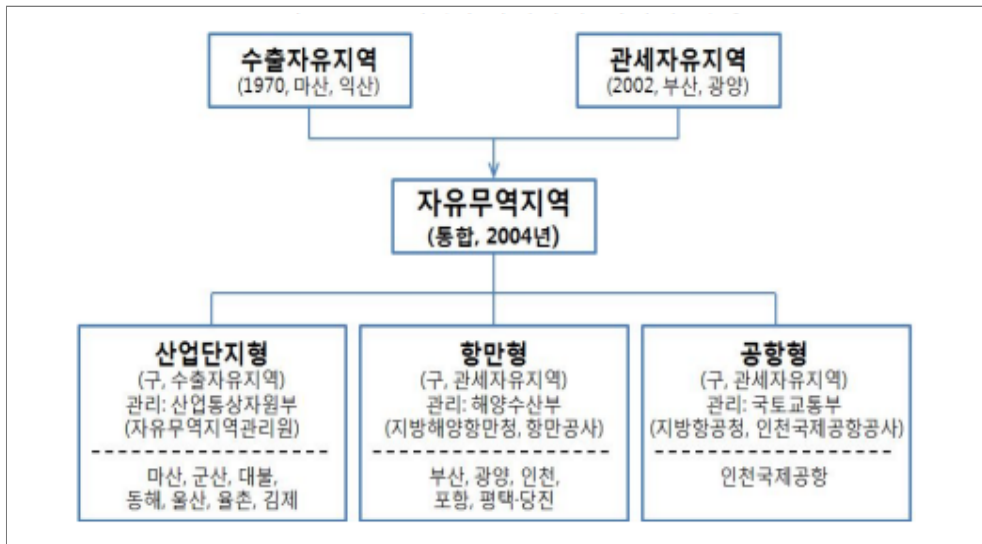 수출자유지역
(1970, 마산, 익산)
관세자유지역
(2002, 부산, 광양)
자유무역지역
(통합, 2004년)
산업단지형
(구, 수출자유지역)
관리: 산업통상자원부
(자유무역지역관리원)
마산, 군산, 대불,
동해, 울산, 율촌, 김제
항만형
(구, 관세자유지역)
관리: 해양수산부
(지방해양항만청, 항만공사)
부산, 광양, 인천,
포항, 평택·당진
공항형
(구, 관세자유지역)
관리: 국토교통부
(지방항공청, 인천국제공항공사)
인천국제공항